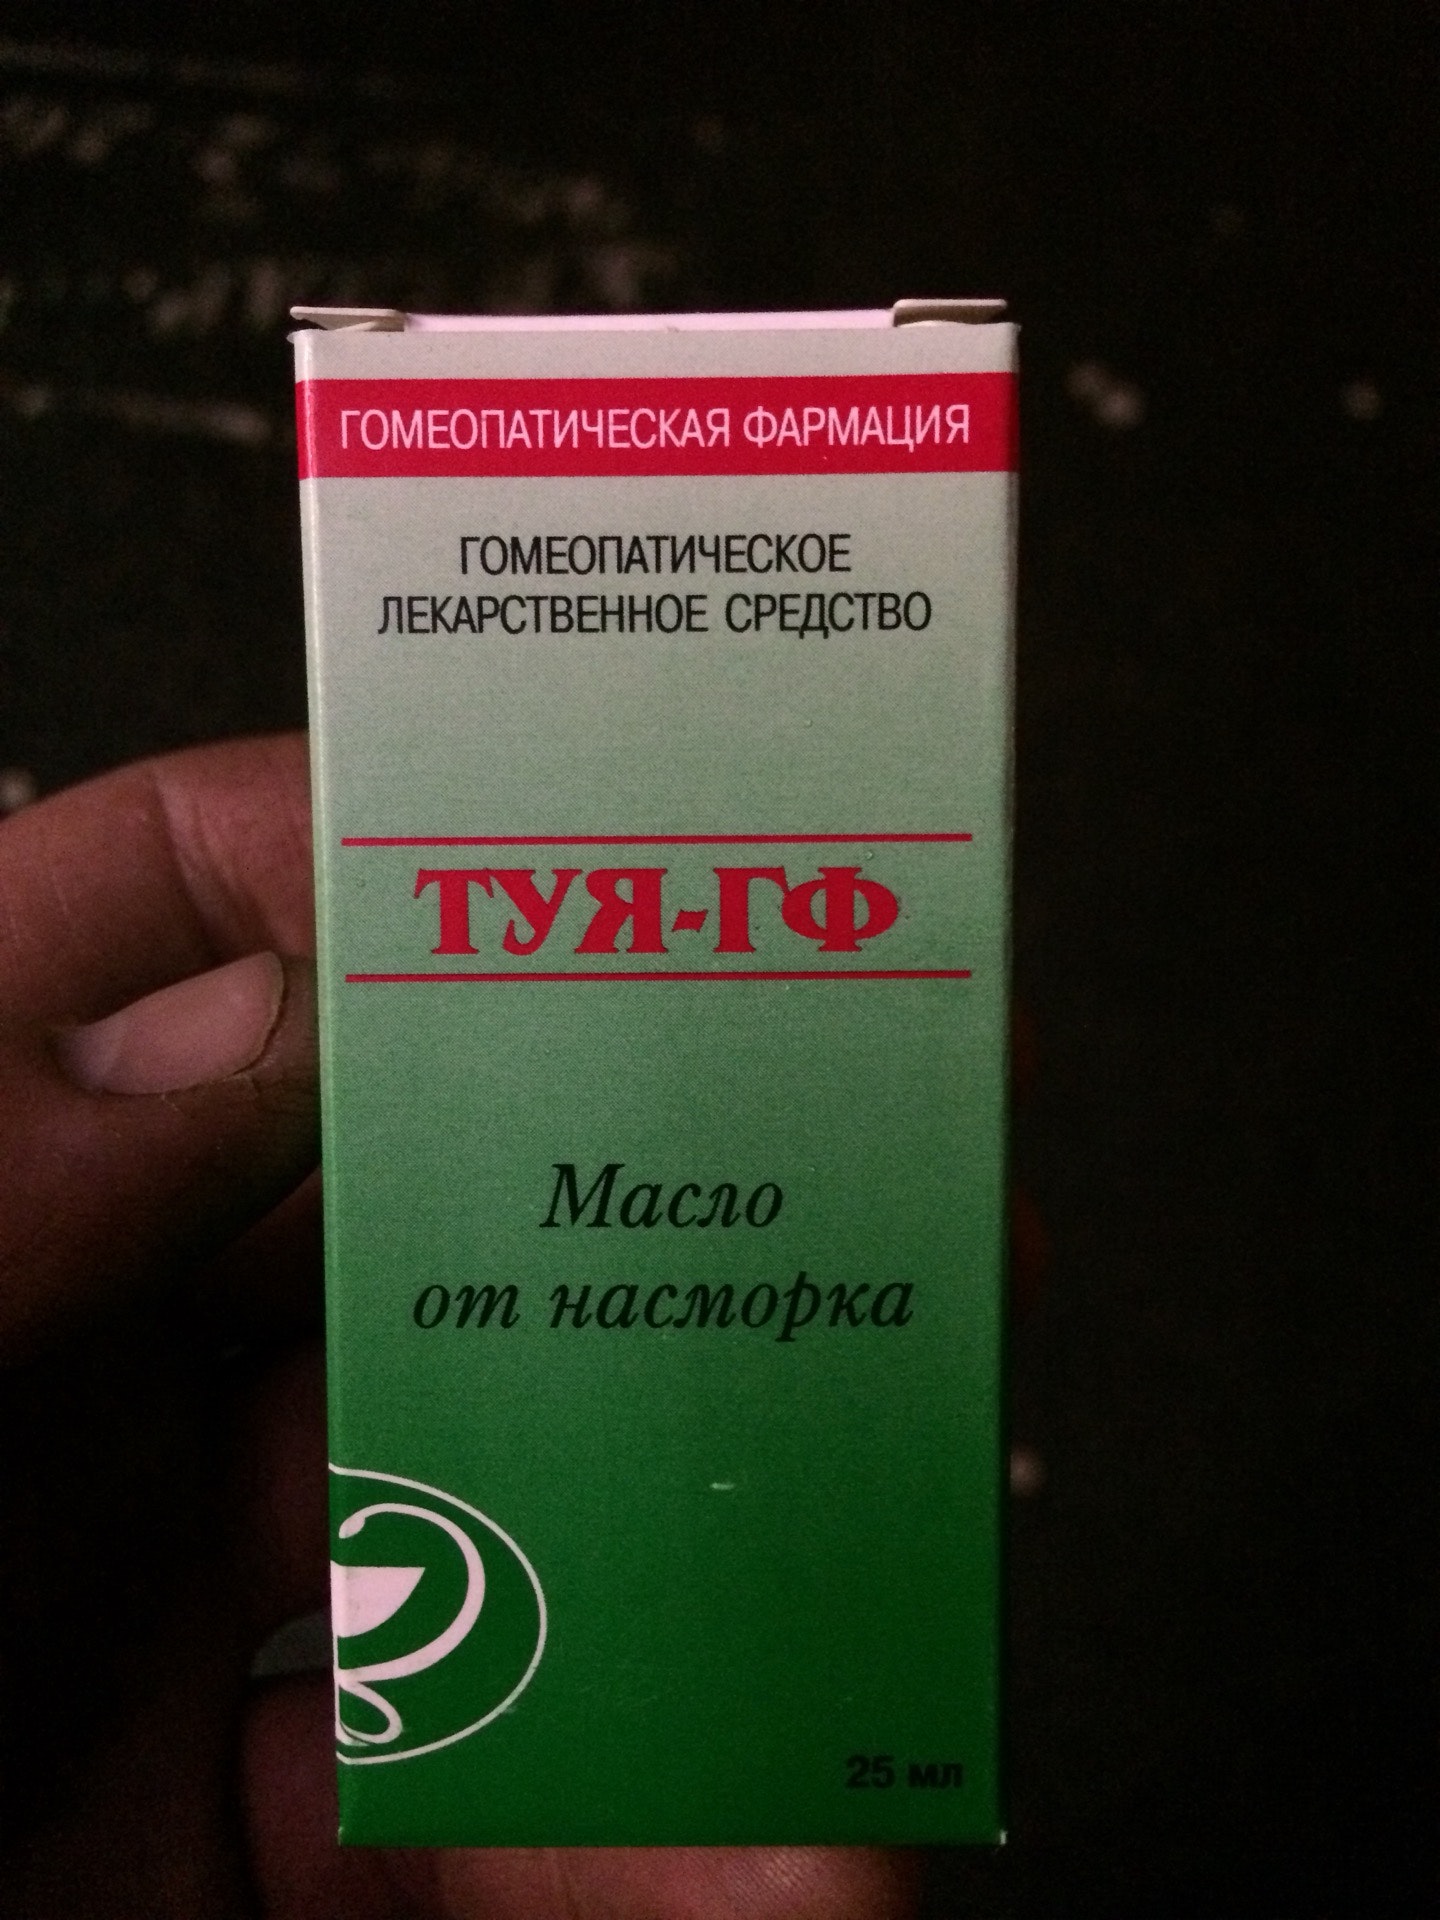 ГОМЕОПАТИЧЕСКАЯ ФАРМАЦИЯ
ГОМЕОПАТИЧЕСКОЕ
ЛЕКАРСТВЕННОЕ СРЕДСТВО
ТУЯ-ГФ
Масло
от насморка
25 мл